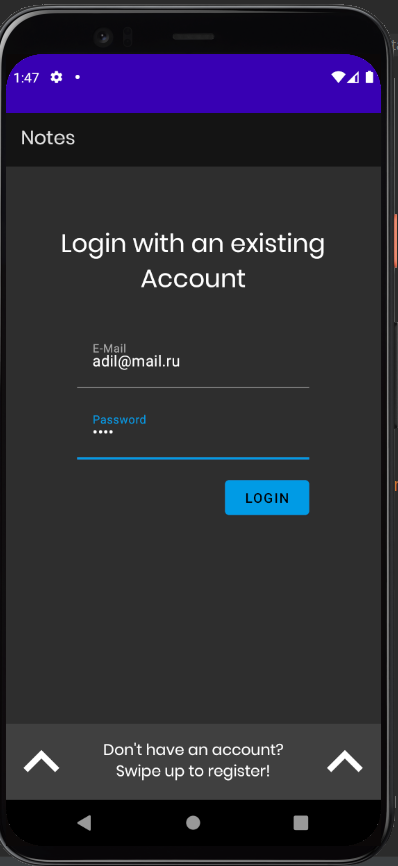 1:47
Notes
Login with an existing
Account
E-Mail
adil@mail.ru
Password
••••
LOGIN
Don't have an account?
Swipe up to register!